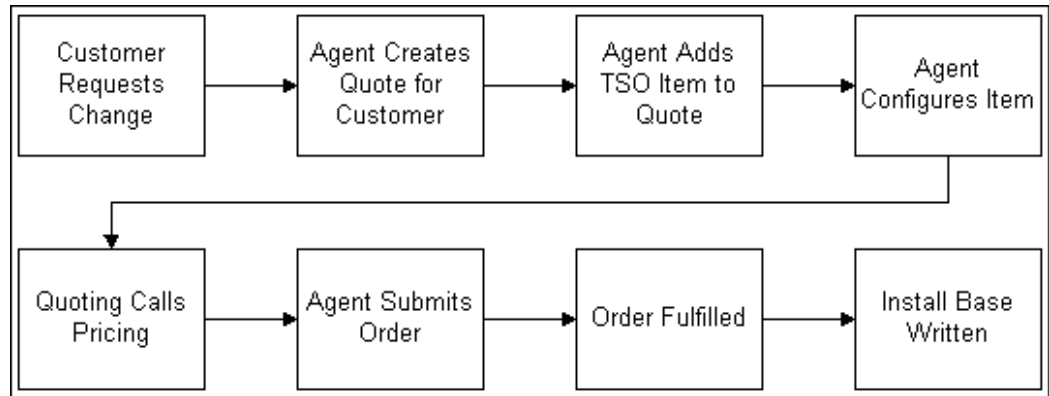 Customer
Requests
Change
Agent Creates
Quote for
Customer
Agent Adds
TSO Item to
Quote
Agent
Configures Item
Quoting Calls
Pricing
Agent Submits
Order
Order Fulfilled
Install Base
Written